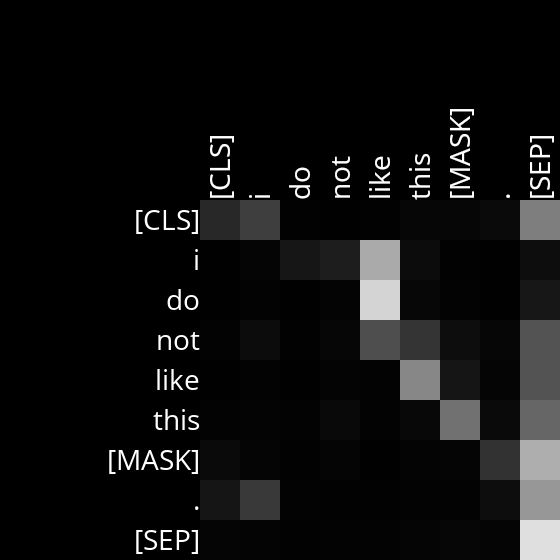 [CLS] i do not like this [MASK] . [SEP]
[CLS]
i
do
not
like
this
[MASK]
.
[SEP]